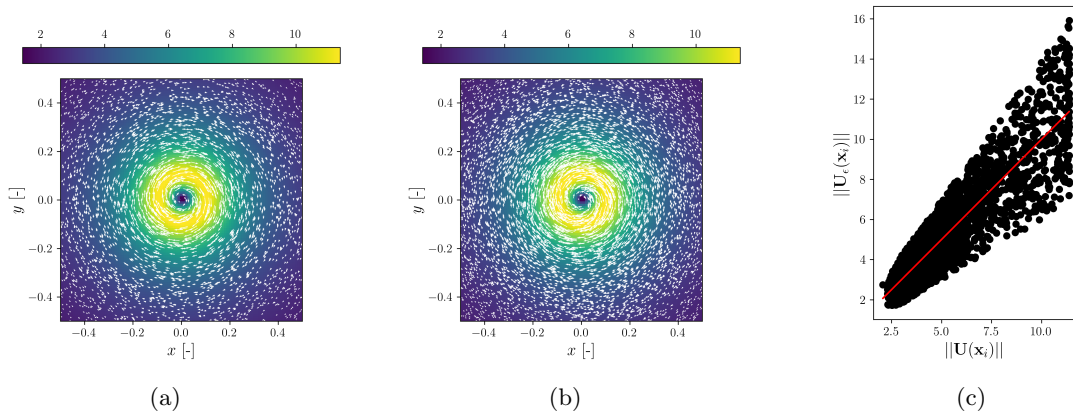 2 4 6 8 10
0.4
0.2
0.0
−0.2
−0.4
y [-]
−0.4 −0.2 0.0 0.2 0.4
x [-]
(a)
2 4 6 8 10
0.4
0.2
0.0
−0.2
−0.4
y [-]
−0.4 −0.2 0.0 0.2 0.4
x [-]
(b)
16
14
12
10
8
6
4
2
||U_ϵ(x_i)||
2.5 5.0 7.5 10.0
||U(x_i)||
(c)